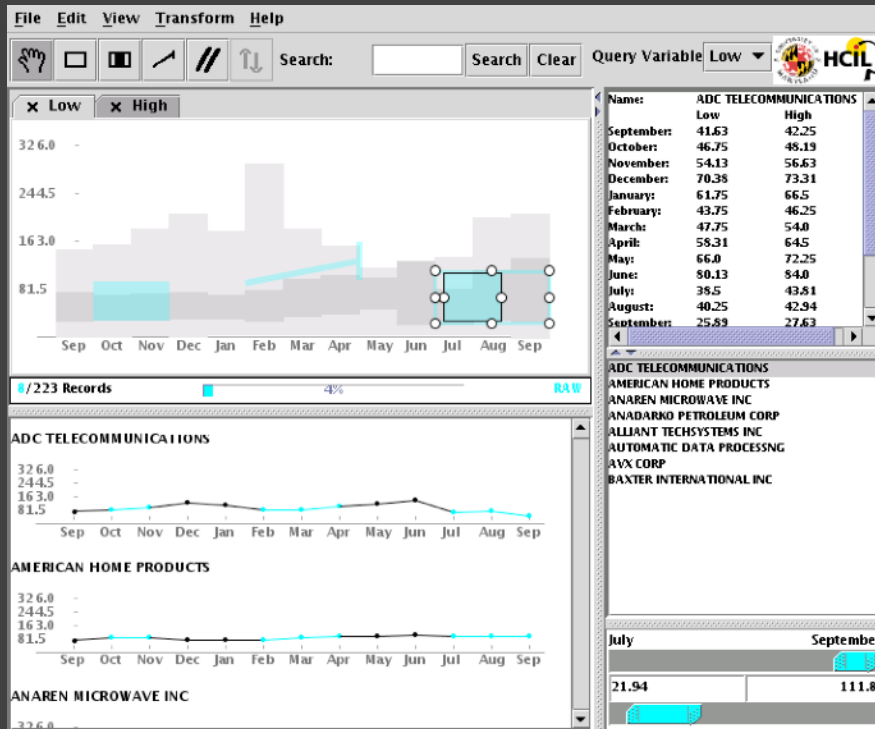 File Edit View Transform Help
Search: Search Clear Query Variable Low HCIL
Low High
326.0
244.5
163.0
81.5
Sep Oct Nov Dec Jan Feb Mar Apr May Jun Jul Aug Sep
8/223 Records 4% RAW
ADC TELECOMMUNICATIONS
326.0
244.5
163.0
81.5
Sep Oct Nov Dec Jan Feb Mar Apr May Jun Jul Aug Sep
AMERICAN HOME PRODUCTS
326.0
244.5
163.0
81.5
Sep Oct Nov Dec Jan Feb Mar Apr May Jun Jul Aug Sep
ANAREN MICROWAVE INC
326.0
Name: ADC TELECOMMUNICATIONS
Low High
September: 41.63 42.25
October: 46.75 48.19
November: 54.13 56.63
December: 70.38 73.31
January: 61.75 66.5
February: 43.75 46.25
March: 47.75 54.0
April: 58.31 64.5
May: 66.0 72.25
June: 80.13 84.0
July: 38.5 43.81
August: 40.25 42.94
September: 25.89 27.63
ADC TELECOMMUNICATIONS
AMERICAN HOME PRODUCTS
ANAREN MICROWAVE INC
ANADARKO PETROLEUM CORP
ALLIANT TECHSYSTEMS INC
AUTOMATIC DATA PROCESSNG
AVX CORP
BAXTER INTERNATIONAL INC
July Septembe
21.94 111.8